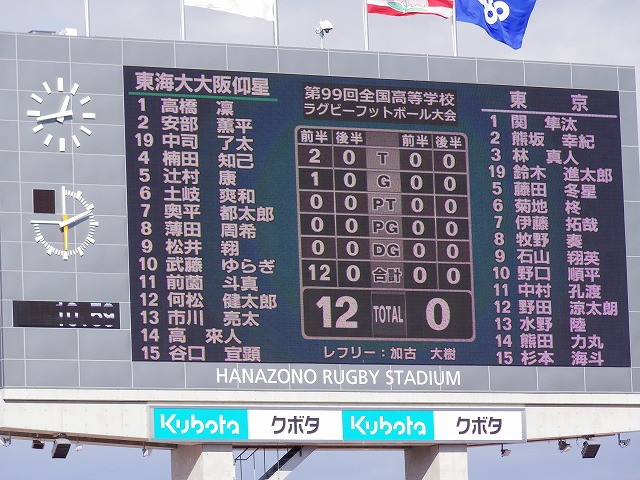 東海大大阪仰星
1 高橋 凜
2 安部 薫平
19 中司 了太
4 楠田 知己
5 辻村 康
6 土岐 爽和
7 奥平 都太郎
8 薄田 周希
9 松井 翔
10 武藤 ゆらぎ
11 前薗 斗真
12 何松 健太郎
13 市川 亮太
14 高 來人
15 谷口 宜顕
第99回全国高等学校
ラグビーフットボール大会
前半 後半 前半 後半
2 0 T 0 0
1 0 G 0 0
0 0 PT 0 0
0 0 PG 0 0
0 0 DG 0 0
12 0 合計 0 0
12 TOTAL 0
レフリー:加古 大樹
東 京
1 関 隼汰
2 熊坂 幸紀
3 林 真人
19 鈴木 進太郎
5 藤田 冬星
6 菊地 柊
7 伊藤 拓哉
8 牧野 奏
9 石山 翔英
10 野口 順平
11 中村 孔渡
12 野田 涼太朗
13 水野 陸
14 熊田 力丸
15 杉本 海斗
10:59
HANAZONO RUGBY STADIUM
Kubota クボタ Kubota クボタ